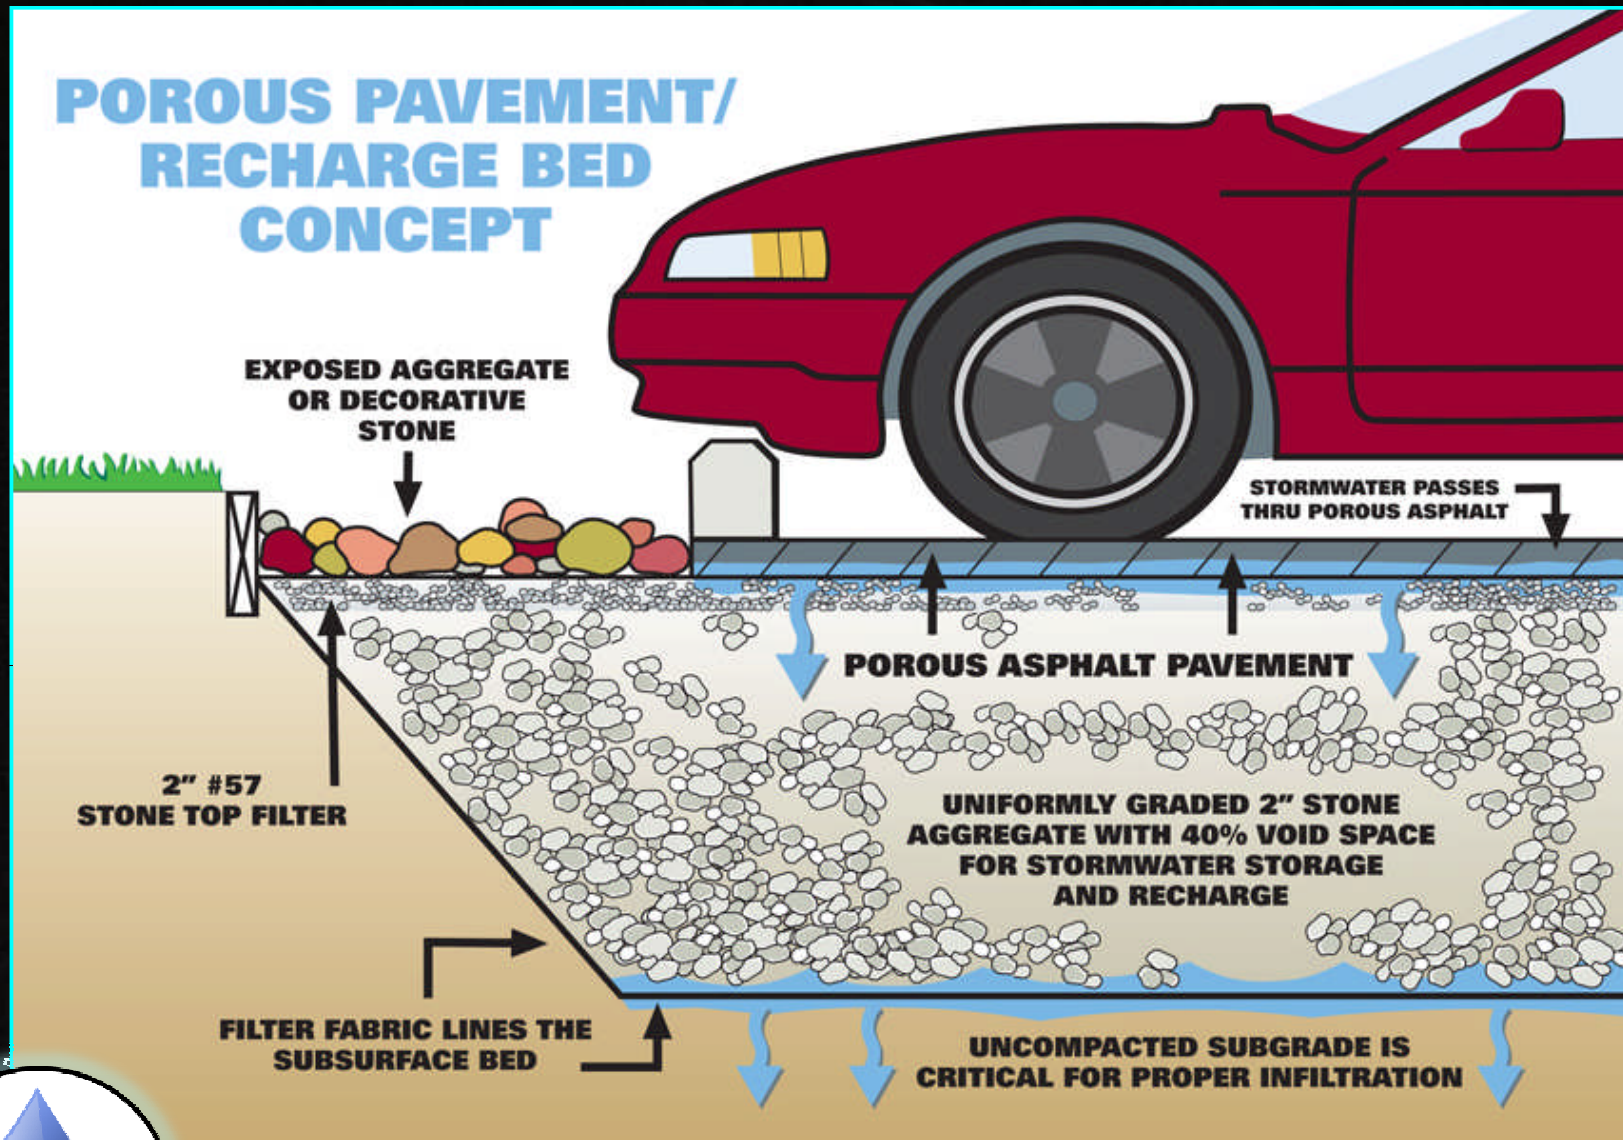 POROUS PAVEMENT/
RECHARGE BED
CONCEPT
EXPOSED AGGREGATE
OR DECORATIVE
STONE
STORMWATER PASSES
THRU POROUS ASPHALT
POROUS ASPHALT PAVEMENT
2" #57
STONE TOP FILTER
UNIFORMLY GRADED 2" STONE
AGGREGATE WITH 40% VOID SPACE
FOR STORMWATER STORAGE
AND RECHARGE
FILTER FABRIC LINES THE
SUBSURFACE BED
UNCOMPACTED SUBGRADE IS
CRITICAL FOR PROPER INFILTRATION